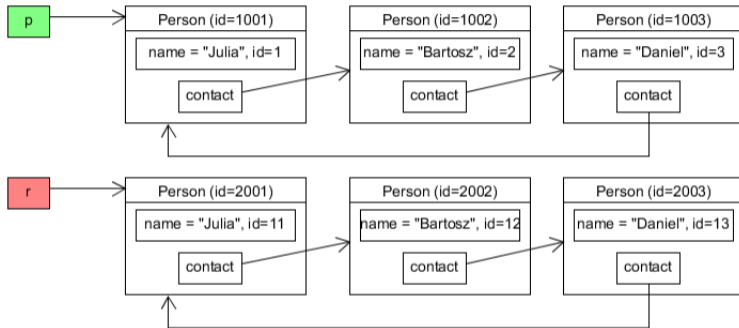 p
Person (id=1001)
Person (id=1002)
Person (id=1003)
name = "Julia", id=1
name = "Bartosz", id=2
name = "Daniel", id=3
contact
contact
contact
r
Person (id=2001)
Person (id=2002)
Person (id=2003)
name = "Julia", id=11
name = "Bartosz", id=12
name = "Daniel", id=13
contact
contact
contact